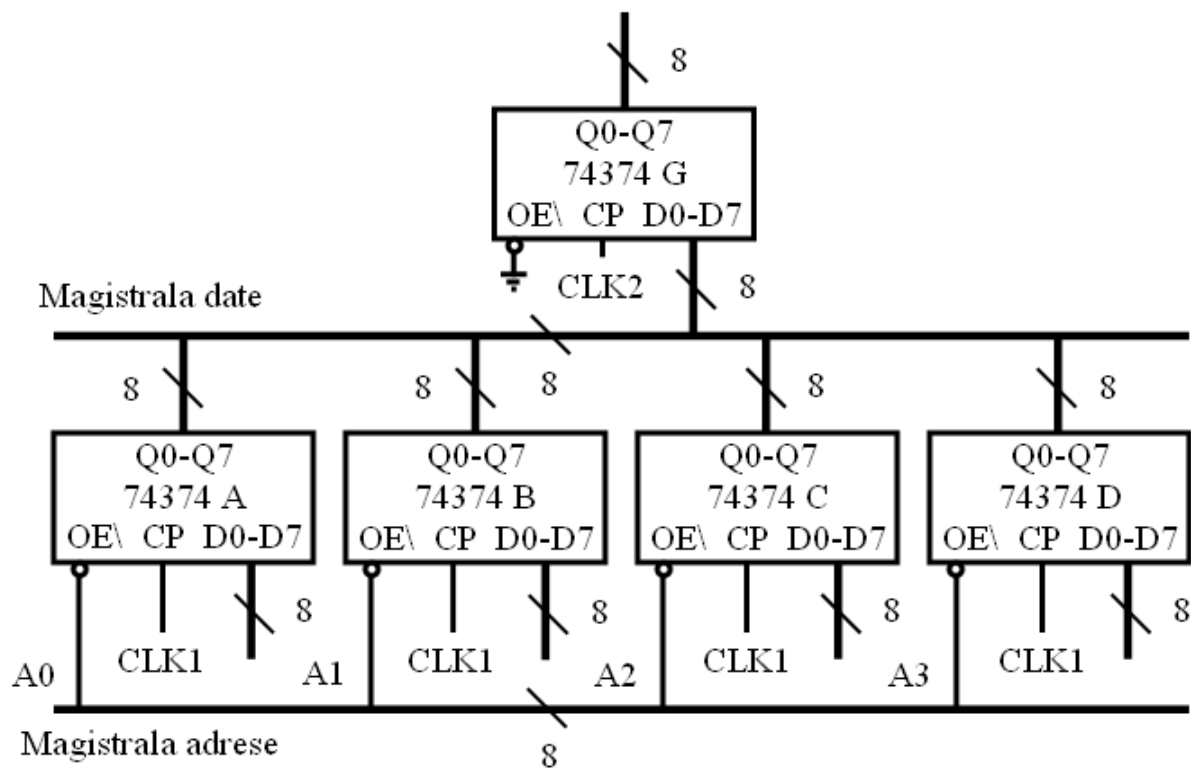 8
Q0-Q7
74374 G
OE\ CP D0-D7
CLK2
8
Magistrala date
8
8
8
8
8
Q0-Q7
74374 A
OE\ CP D0-D7
Q0-Q7
74374 B
OE\ CP D0-D7
Q0-Q7
74374 C
OE\ CP D0-D7
Q0-Q7
74374 D
OE\ CP D0-D7
8
8
8
8
A0
CLK1
A1
CLK1
A2
CLK1
A3
CLK1
Magistrala adrese
8